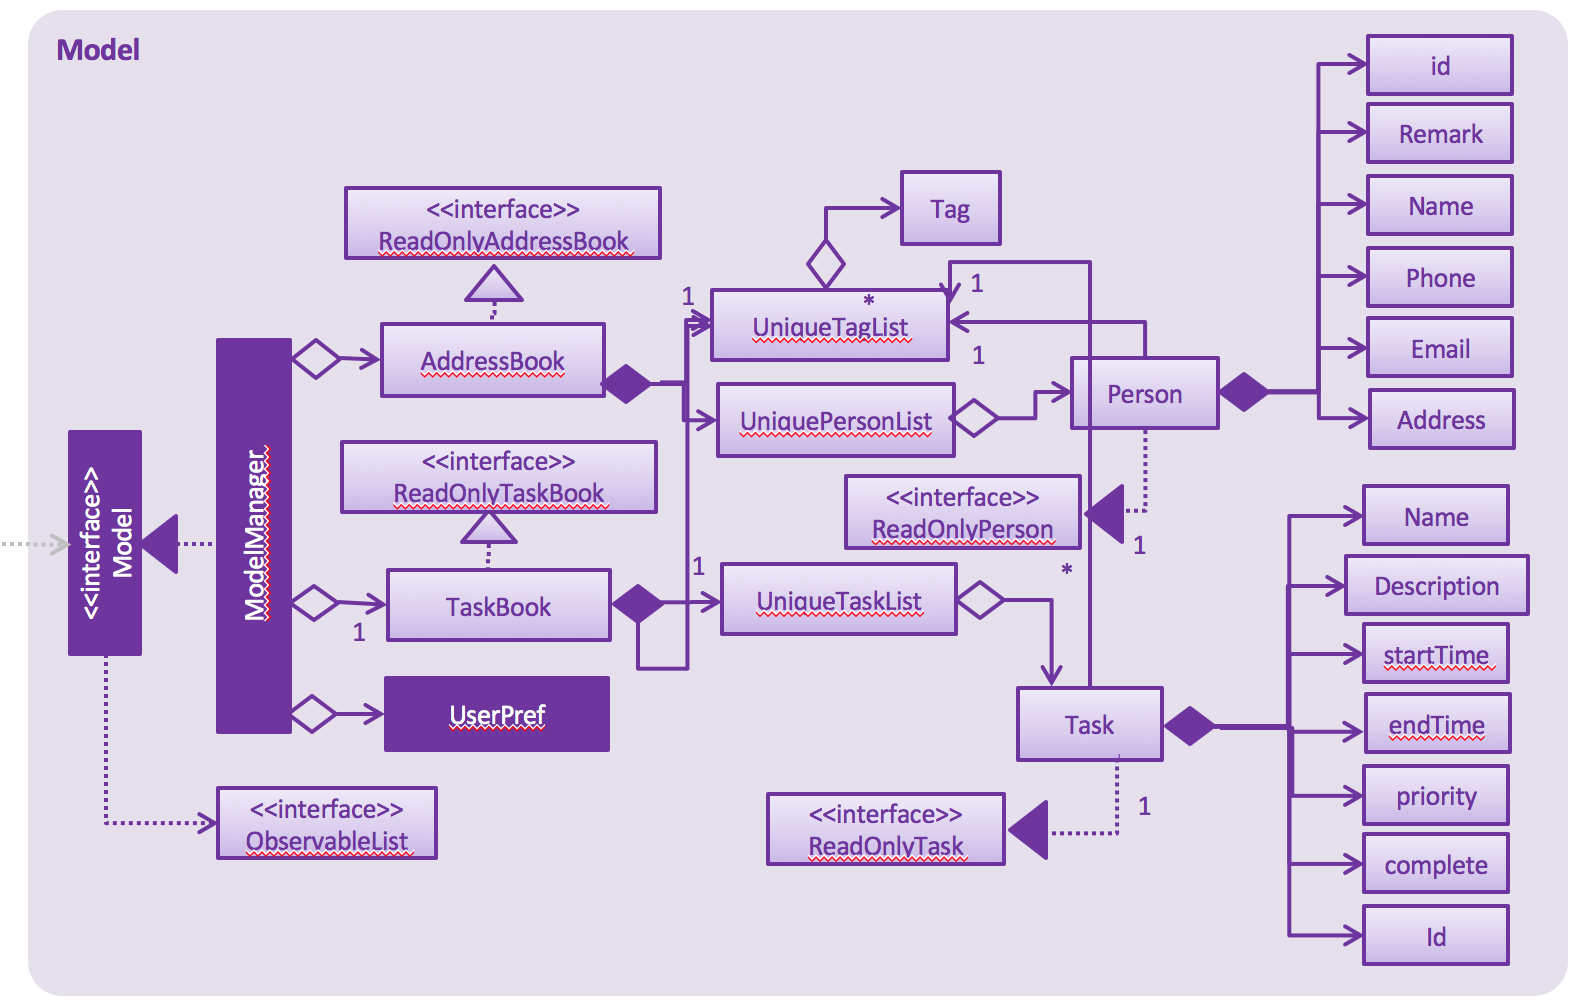 Model
id
Remark
Name
Phone
Email
Address
Tag
<<interface>>
ReadOnlyAddressBook
1
*
1
UniqueTagList
1
AddressBook
UniquePersonList
Person
<<interface>>
ReadOnlyTaskBook
<<interface>>
ReadOnlyPerson
1
<<interface>>
Model
ModelManager
1
*
TaskBook
1
UniqueTaskList
UserPref
Task
Name
Description
startTime
endTime
priority
complete
Id
<<interface>>
ObservableList
<<interface>>
ReadOnlyTask
1